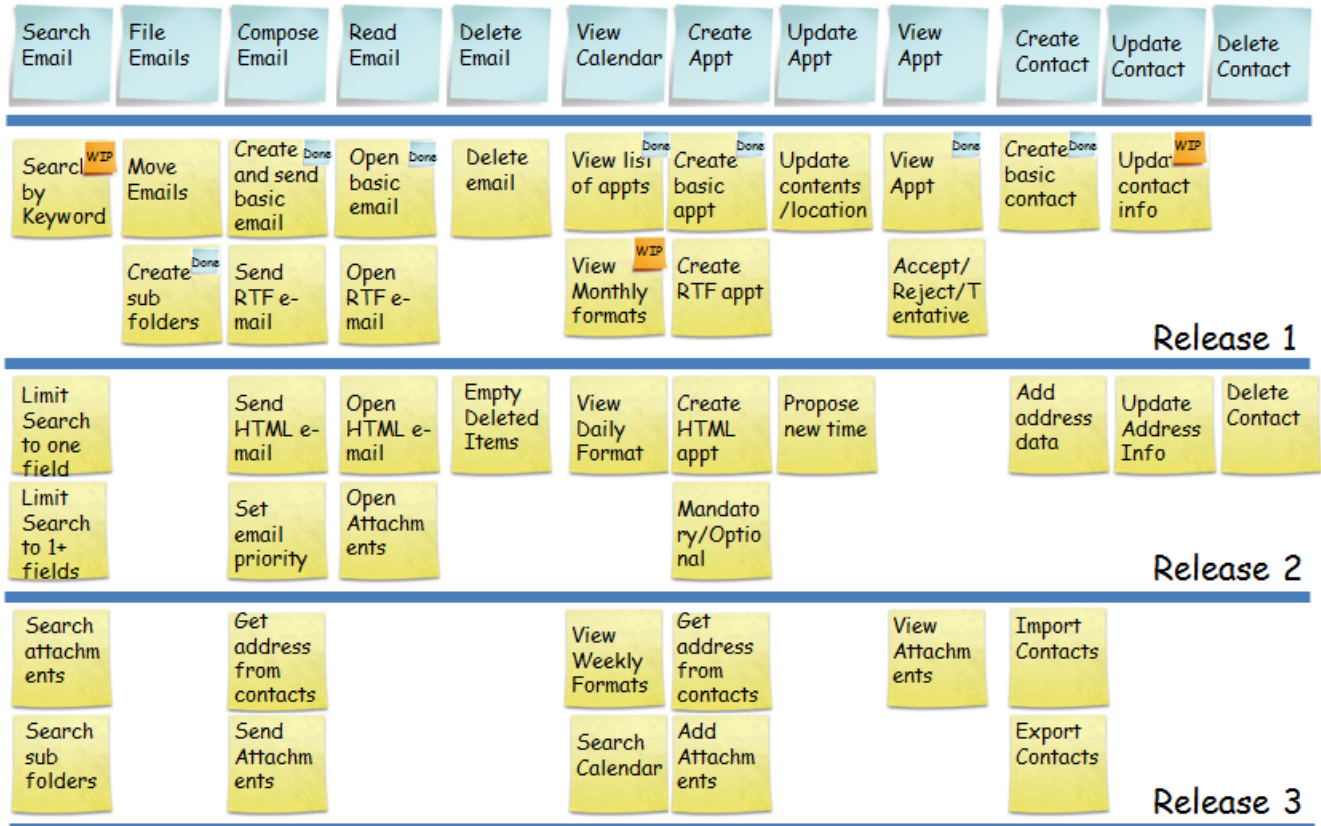 Search
Email
File
Emails
Compose
Email
Read
Email
Delete
Email
View
Calendar
Create
Appt
Update
Appt
View
Appt
Create
Contact
Update
Contact
Delete
Contact
WIP
by
Keyword
Move
Emails
Done
Create
and send
basic
email
Done
Open
basic
email
Delete
email
Done
View list
of appts
Done
Create
basic
appt
Update
contents
/location
Done
View
Appt
Done
Create
basic
contact
WIP
contact
info
Done
Create
sub
folders
Send
RTF e-
mail
Open
RTF e-
mail
WIP
View
Monthly
formats
Create
RTF appt
Accept/
Reject/T
entative
Release 1
Limit
Search
to one
field
Send
HTML e-
mail
Open
HTML e-
mail
Empty
Deleted
Items
View
Daily
Format
Create
HTML
appt
Propose
new time
Add
address
data
Update
Address
Info
Delete
Contact
Limit
Search
to 1+
fields
Set
email
priority
Open
Attachm
ents
Mandato
ry/Optio
nal
Release 2
Search
attachm
ents
Get
address
from
contacts
View
Weekly
Formats
Get
address
from
contacts
View
Attachm
ents
Import
Contacts
Search
sub
folders
Send
Attachm
ents
Search
Calendar
Add
Attachm
ents
Export
Contacts
Release 3